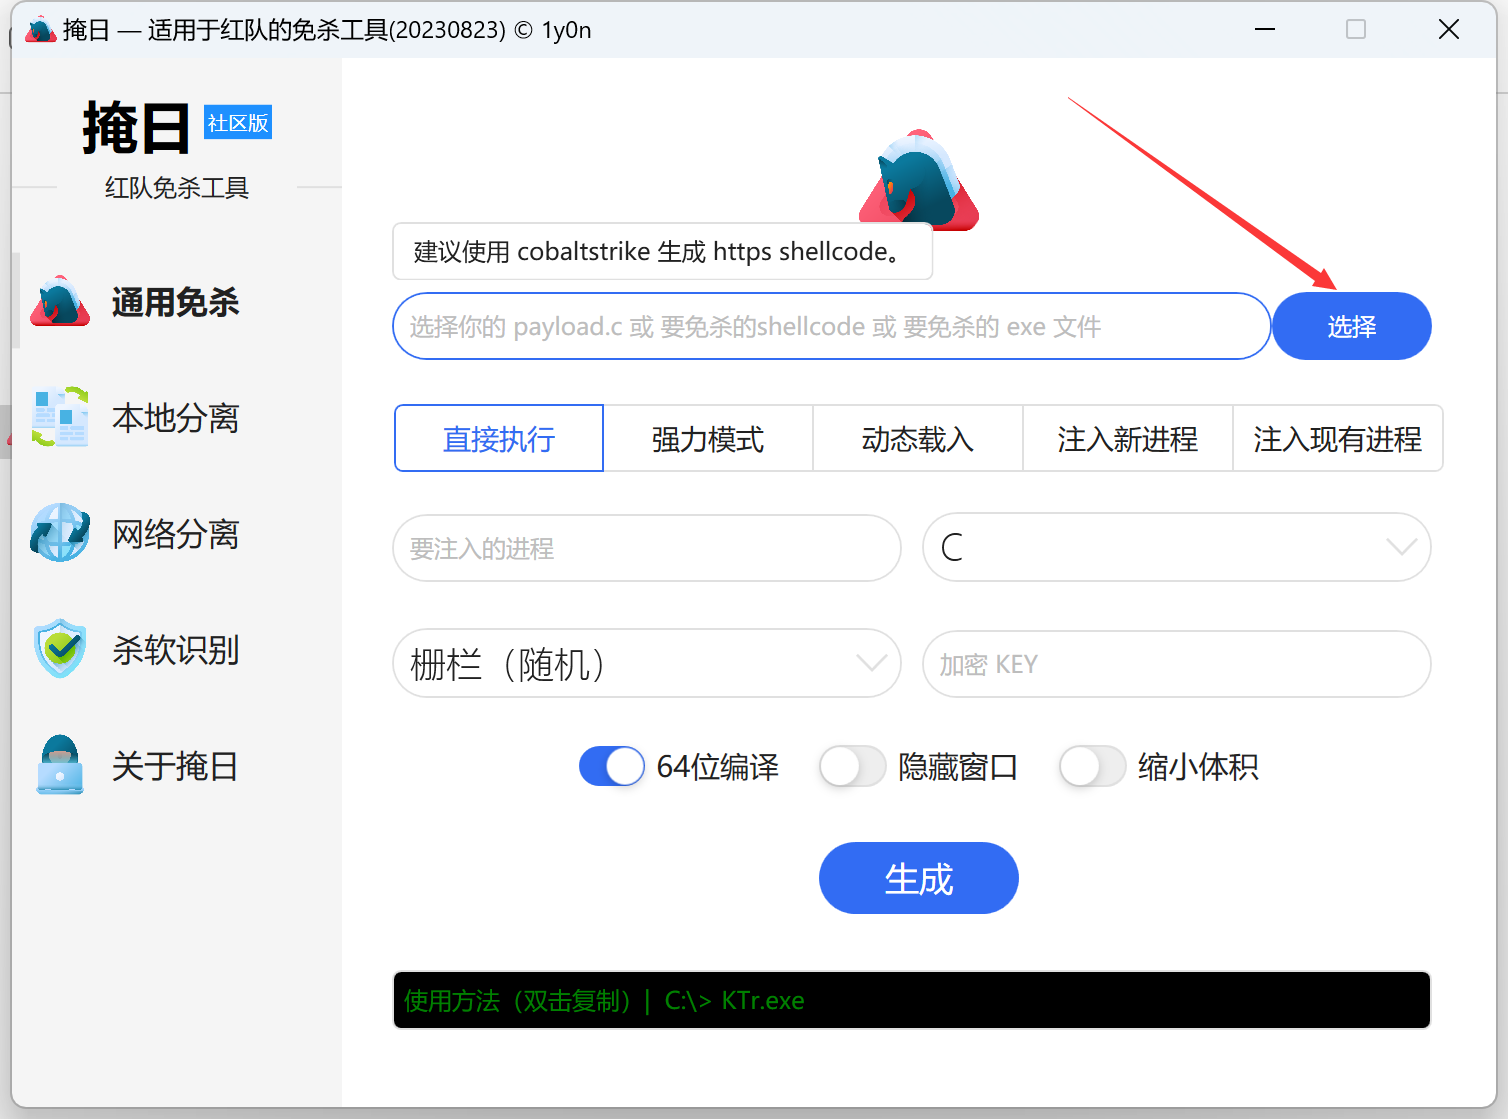 掩日 — 适用于红队的免杀工具(20230823) © 1y0n
掩日 社区版
红队免杀工具
通用免杀
本地分离
网络分离
杀软识别
关于掩日
建议使用 cobaltstrike 生成 https shellcode。
选择你的 payload.c 或 要免杀的shellcode 或 要免杀的 exe 文件
选择
直接执行 强力模式 动态载入 注入新进程 注入现有进程
要注入的进程 C
栅栏（随机） 加密 KEY
64位编译 隐藏窗口 缩小体积
生成
使用方法（双击复制）| C:\> KTr.exe